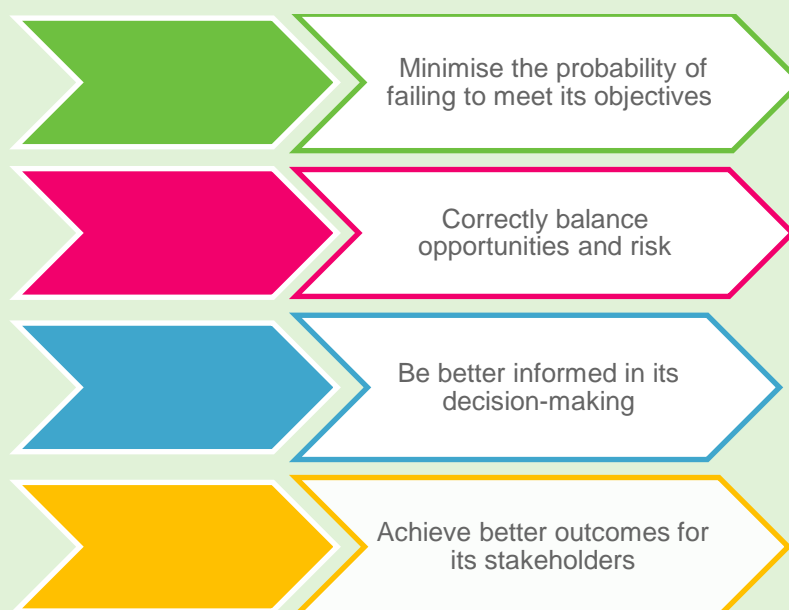 Minimise the probability of
failing to meet its objectives
Correctly balance
opportunities and risk
Be better informed in its
decision-making
Achieve better outcomes for
its stakeholders